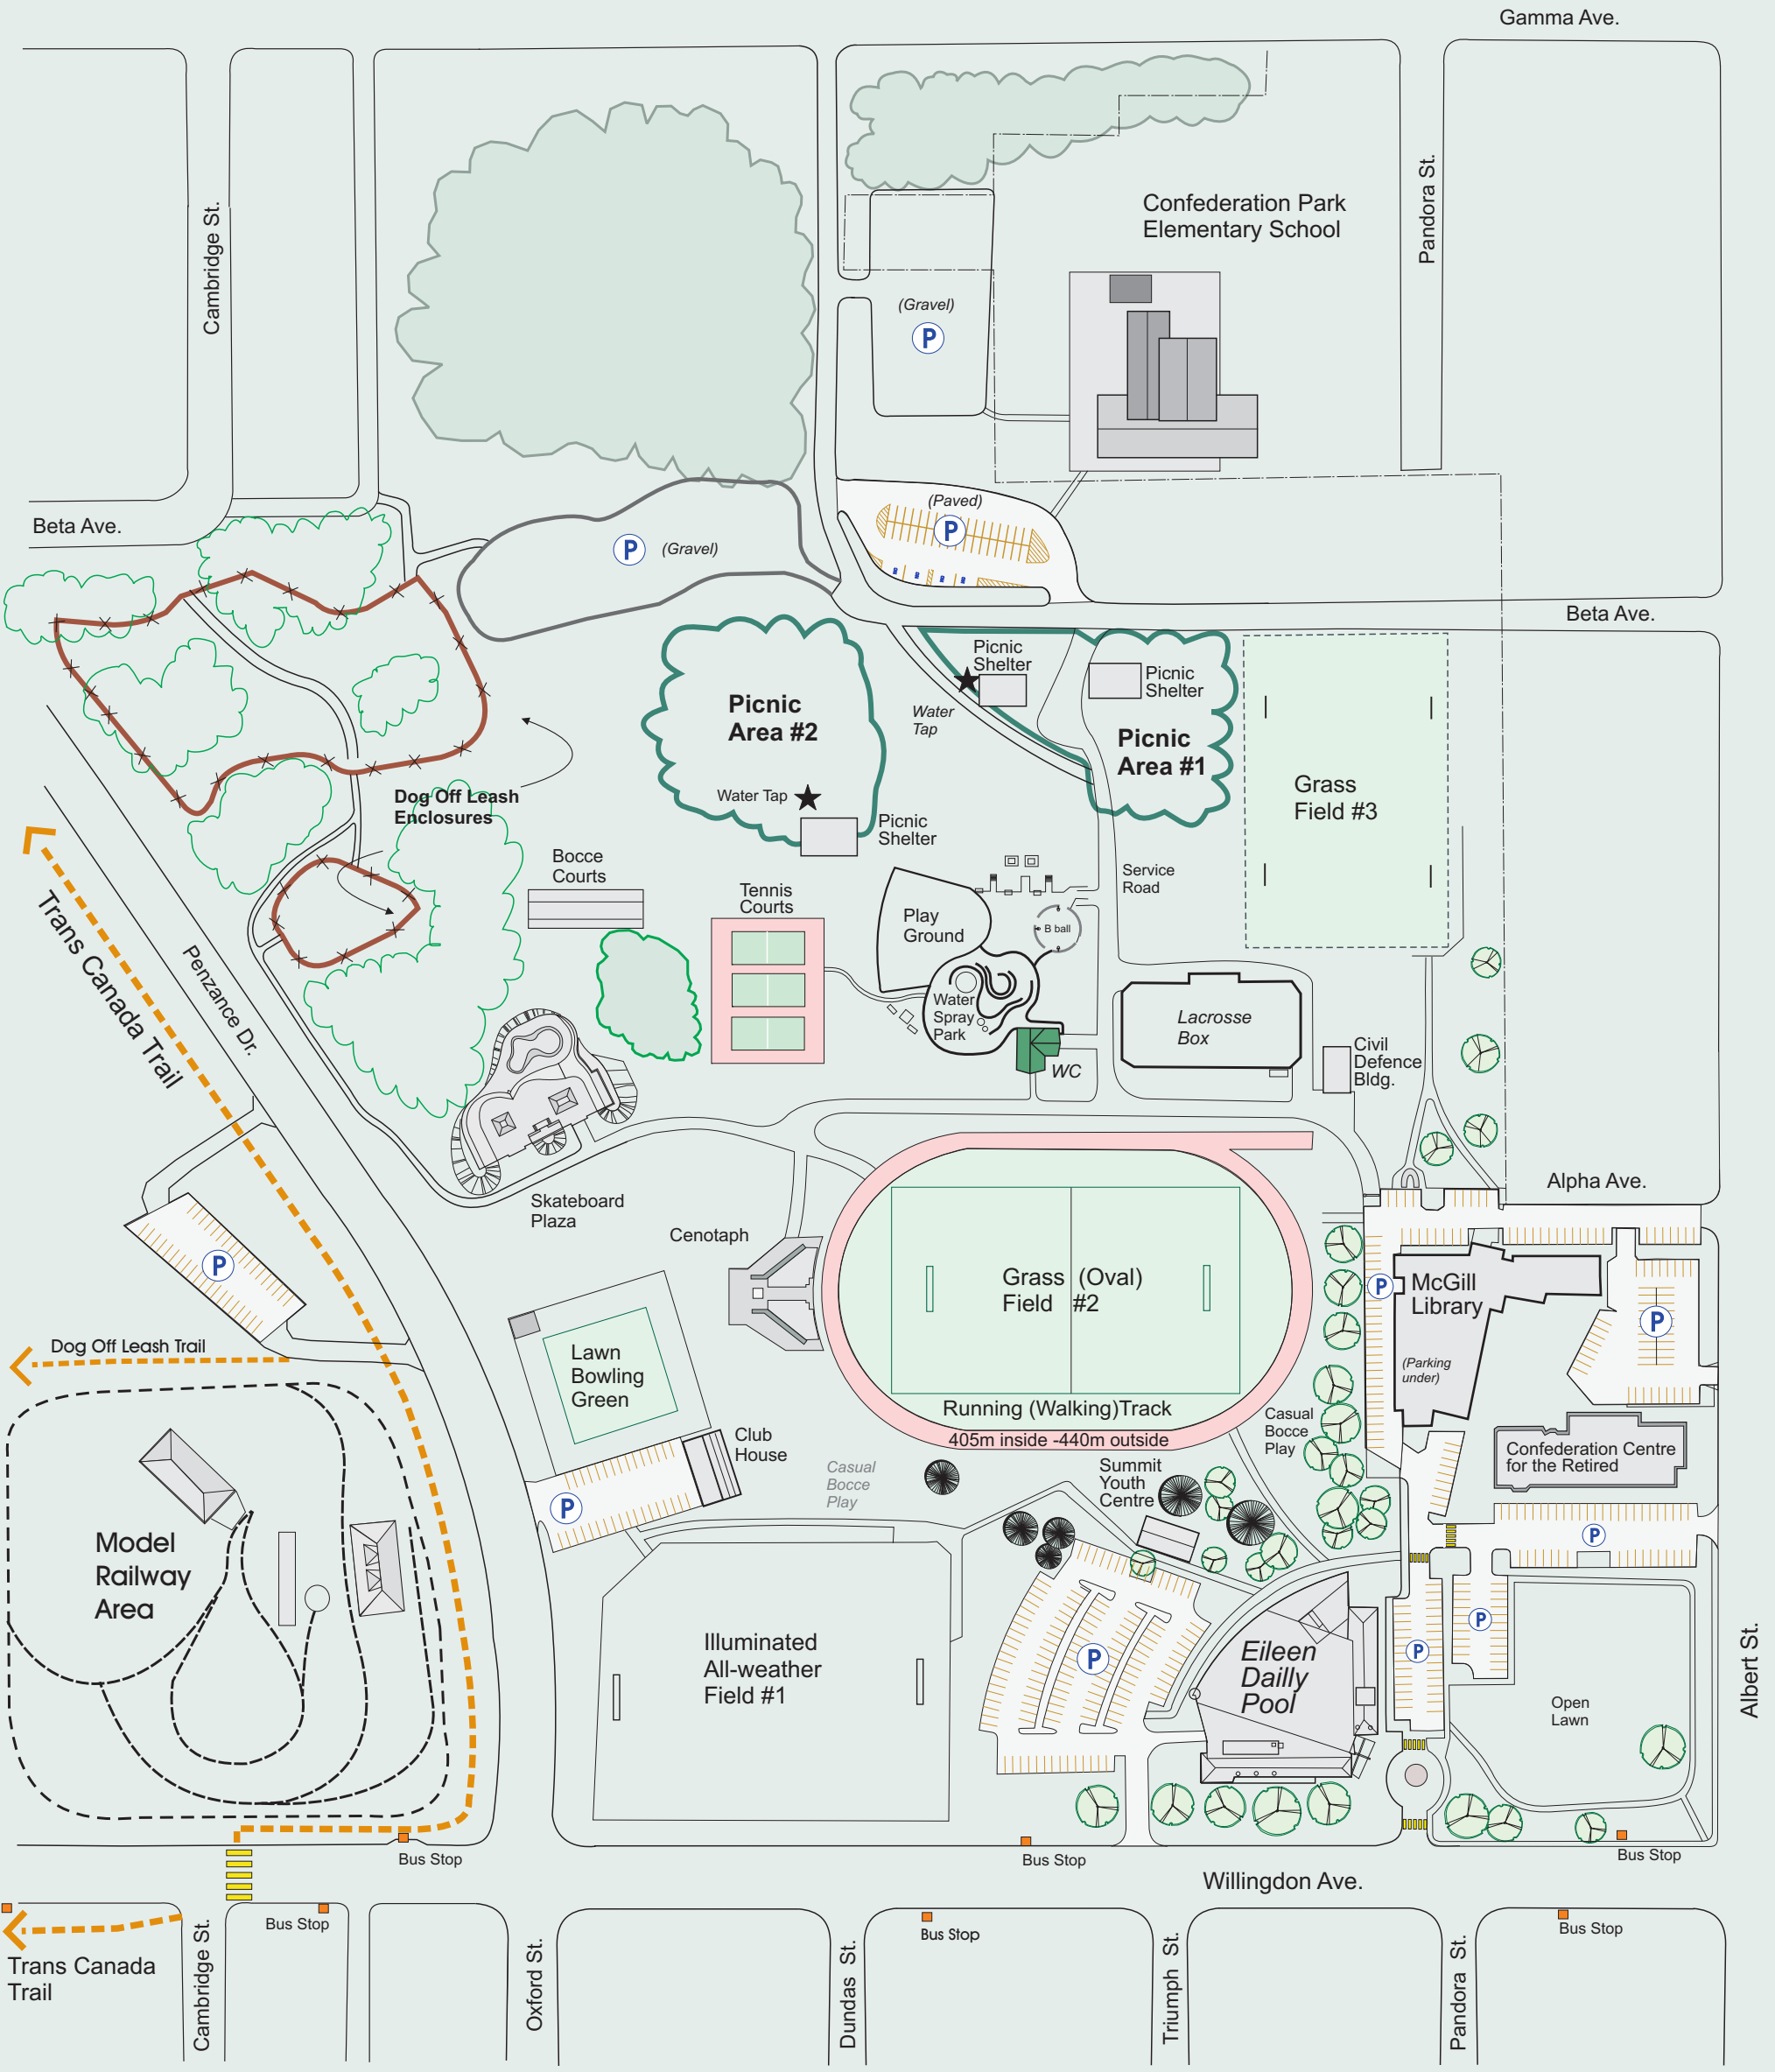 Gamma Ave.
Cambridge St.
Pandora St.
Confederation Park
Elementary School
(Gravel)
P
(Paved)
P
Beta Ave.
P
(Gravel)
Beta Ave.
Picnic
Shelter
Picnic
Shelter
Water
Tap
Picnic
Area #2
Picnic
Area #1
Water Tap
Picnic
Shelter
Grass
Field #3
Dog Off Leash
Enclosures
Bocce
Courts
Tennis
Courts
Service
Road
Play
Ground
B ball
Trans Canada Trail
Penzance Dr.
Water
Spray
Park
WC
Lacrosse
Box
Civil
Defence
Bldg.
Skateboard
Plaza
Alpha Ave.
Cenotaph
P
Grass (Oval)
Field #2
P
McGill
Library
(Parking
under)
P
Dog Off Leash Trail
Lawn
Bowling
Green
Running (Walking)Track
405m inside -440m outside
Casual
Bocce
Play
Club
House
Casual
Bocce
Play
Summit
Youth
Centre
Confederation Centre
for the Retired
P
P
Model
Railway
Area
Illuminated
All-weather
Field #1
P
Eileen
Dailly
Pool
P
P
Open
Lawn
Albert St.
Bus Stop
Bus Stop
Bus Stop
Willingdon Ave.
Bus Stop
Bus Stop
Bus Stop
Trans Canada
Trail
Cambridge St.
Oxford St.
Dundas St.
Triumph St.
Pandora St.